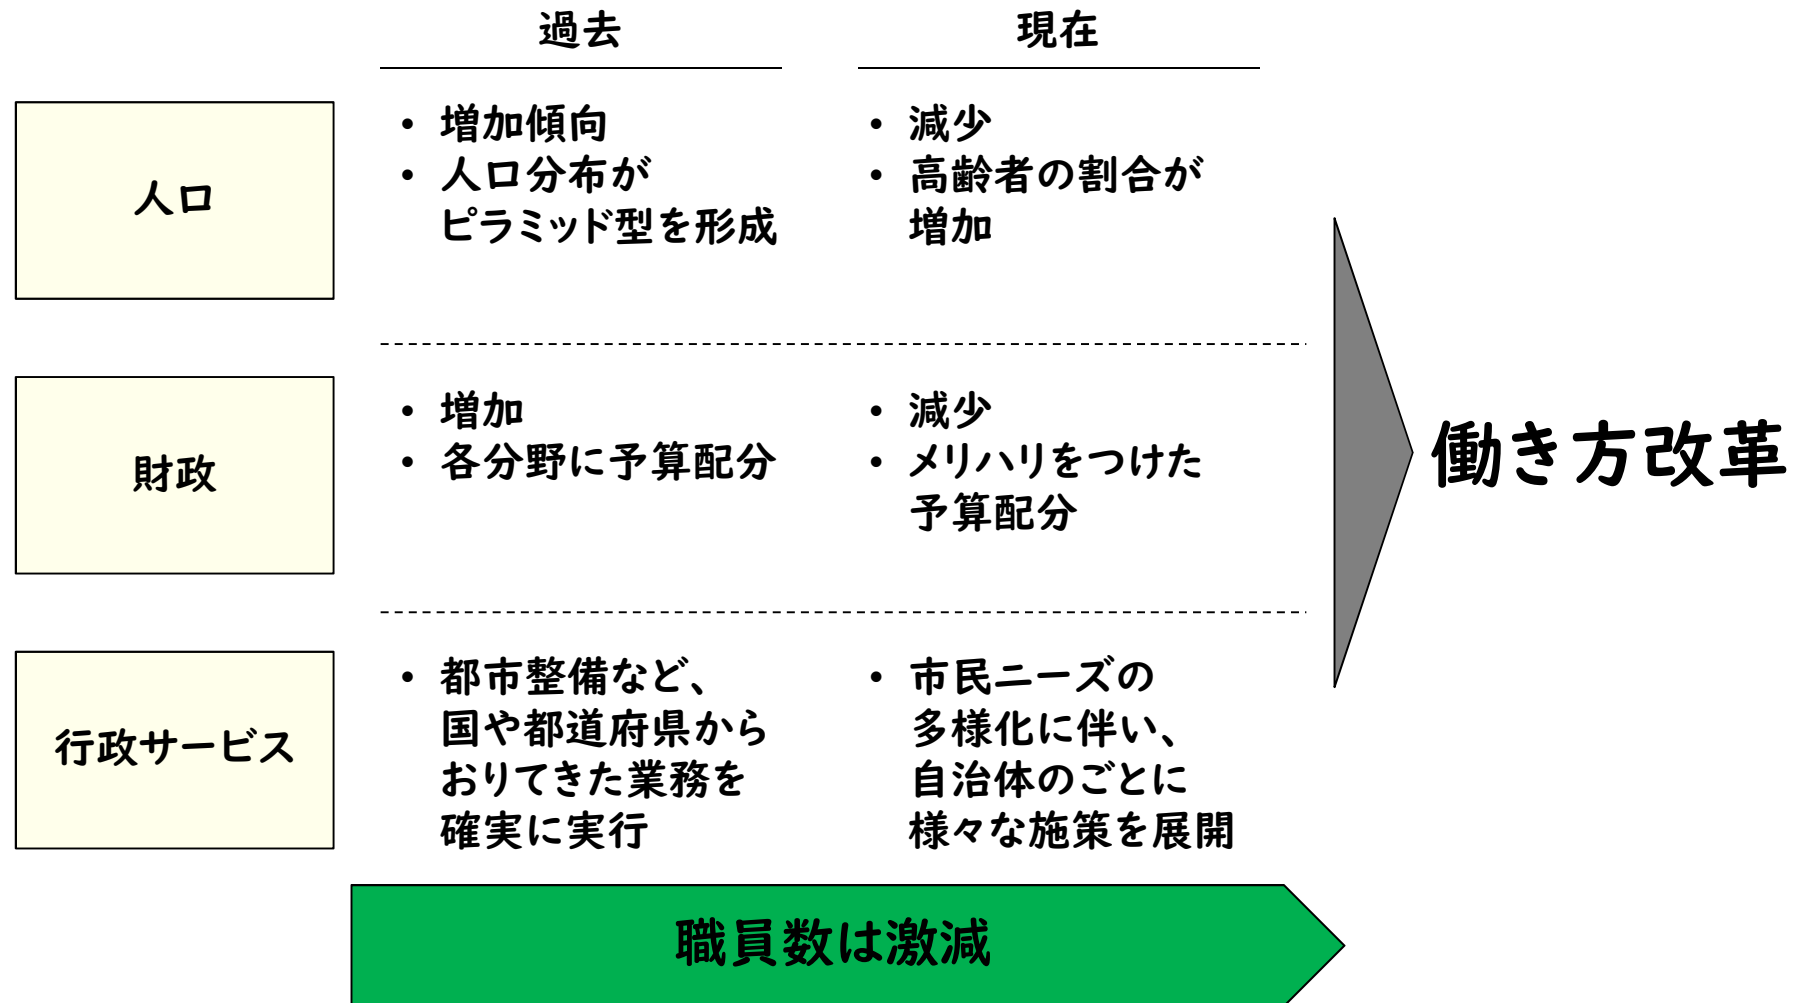 過去
現在
人口
• 増加傾向
• 人口分布が
ピラミッド型を形成
• 減少
• 高齢者の割合が
増加
財政
• 増加
• 各分野に予算配分
• 減少
• メリハリをつけた
予算配分
行政サービス
• 都市整備など、
国や都道府県から
おりてきた業務を
確実に実行
• 市民ニーズの
多様化に伴い、
自治体のごとに
様々な施策を展開
働き方改革
職員数は激減